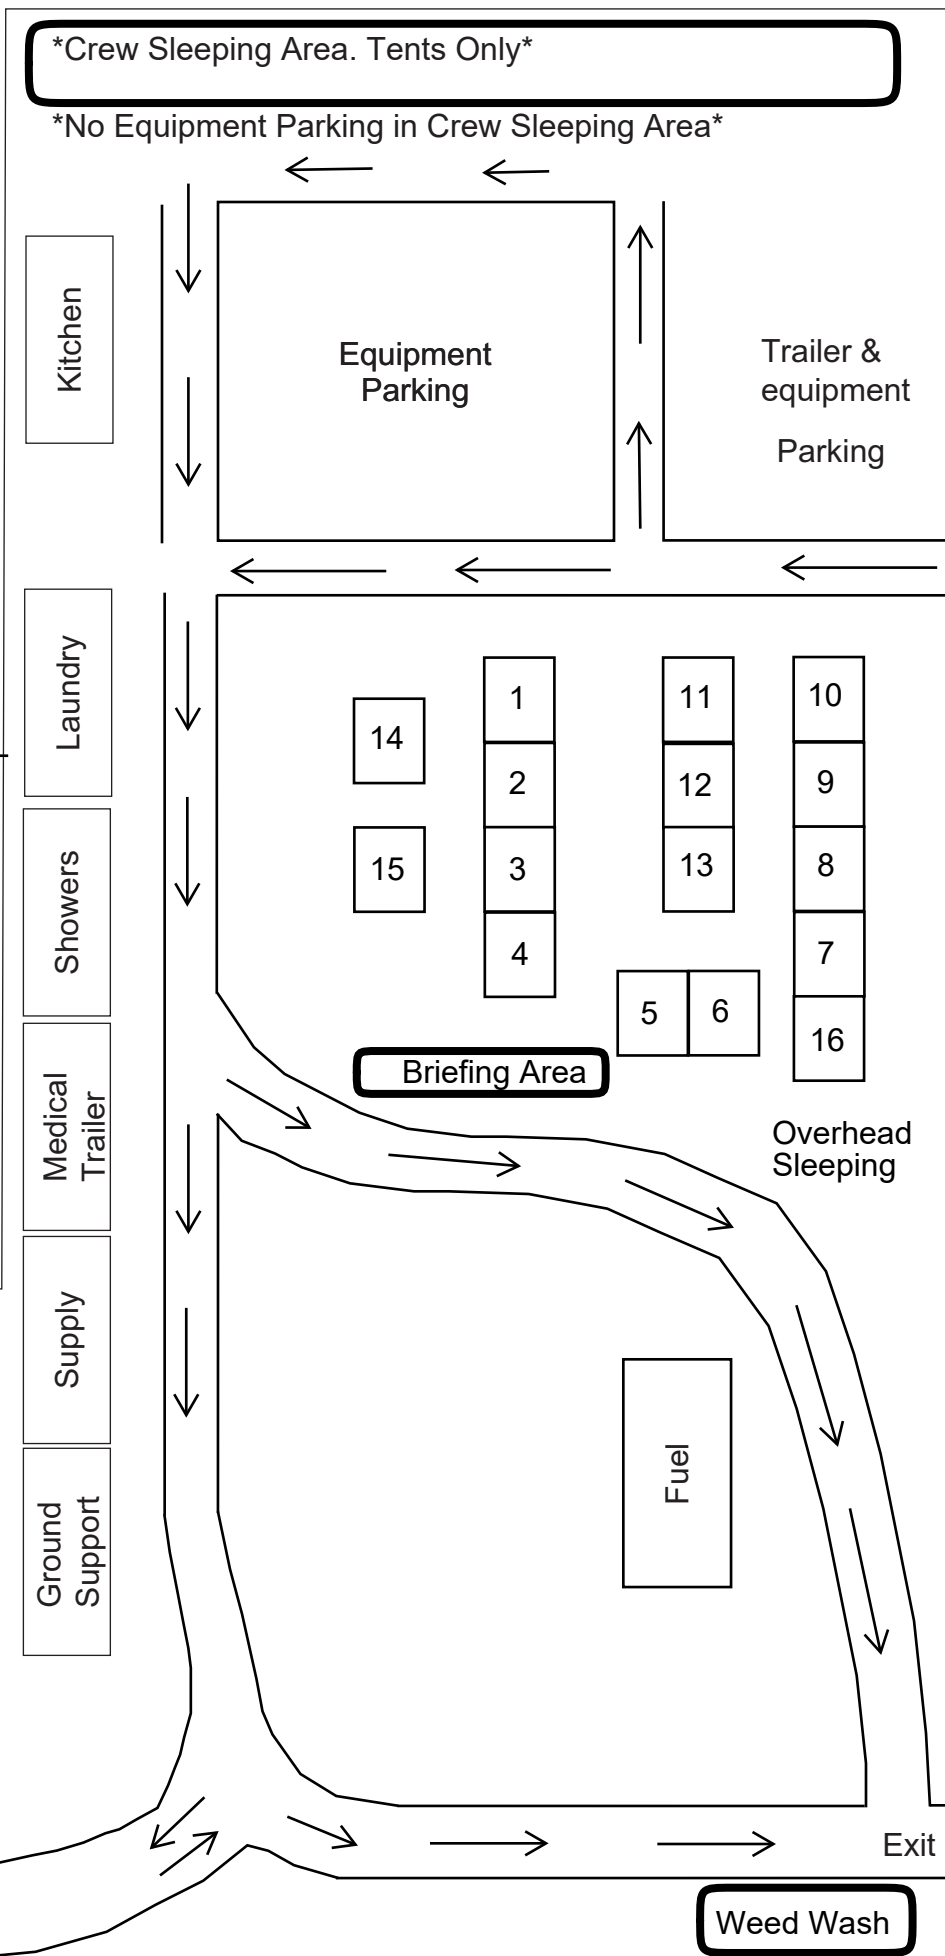 *Crew Sleeping Area. Tents Only*
*No Equipment Parking in Crew Sleeping Area*
Kitchen
Equipment
Parking
Trailer &
equipment
Parking
Laundry
Showers
Medical
Trailer
Supply
Ground
Support
14
15
1
2
3
4
11
12
13
10
9
8
7
16
5
6
Briefing Area
Overhead
Sleeping
Fuel
Exit
Weed Wash